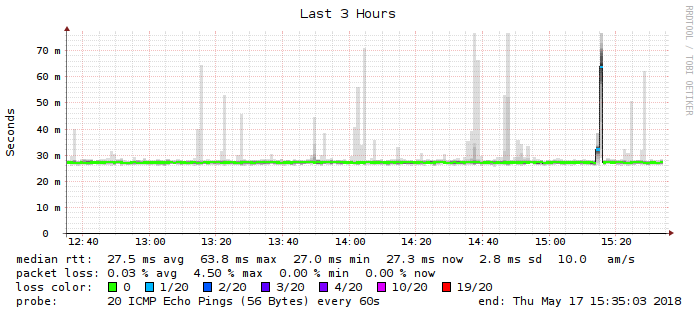 Last 3 Hours
RRDTOOL / TOBI OETIKER
Seconds
70 m
60 m
50 m
40 m
30 m
20 m
10 m
0
12:40 13:00 13:20 13:40 14:00 14:20 14:40 15:00 15:20
median rtt: 27.5 ms avg 63.8 ms max 27.0 ms min 27.3 ms now 2.8 ms sd 10.0 am/s
packet loss: 0.03 % avg 4.50 % max 0.00 % min 0.00 % now
loss color: 0 1/20 2/20 3/20 4/20 10/20 19/20
probe: 20 ICMP Echo Pings (56 Bytes) every 60s end: Thu May 17 15:35:03 2018